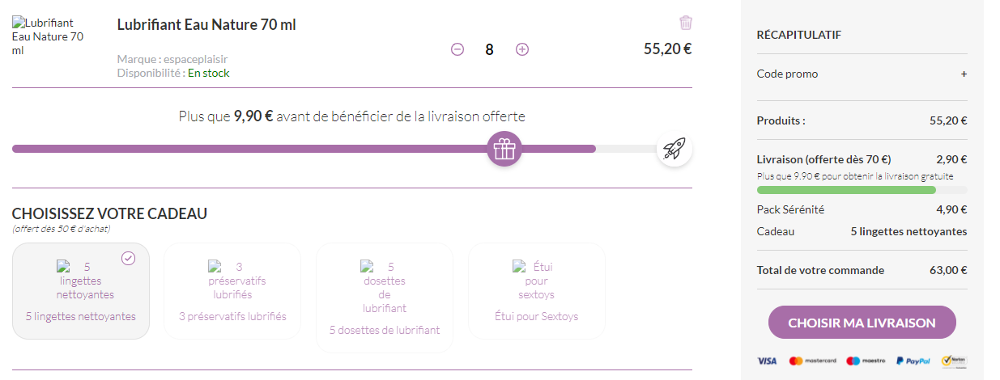 Lubrifiant
Eau Nature 70
ml
Lubrifiant Eau Nature 70 ml
Marque : espaceplaisir
Disponibilité : En stock
8
55,20 €
Plus que 9,90 € avant de bénéficier de la livraison offerte
CHOISISSEZ VOTRE CADEAU
(offert dès 50 € d'achat)
5
lingettes
nettoyantes
5 lingettes nettoyantes
3
préservatifs
lubrifiés
3 préservatifs lubrifiés
5
dosettes
de
lubrifiant
5 dosettes de lubrifiant
Étui
pour
sextoys
Étui pour Sextoys
RÉCAPITULATIF
Code promo +
Produits : 55,20 €
Livraison (offerte dès 70 €) 2,90 €
Plus que 9.90 € pour obtenir la livraison gratuite
Pack Sérénité 4,90 €
Cadeau 5 lingettes nettoyantes
Total de votre commande 63,00 €
CHOISIR MA LIVRAISON
VISA mastercard maestro PayPal Norton